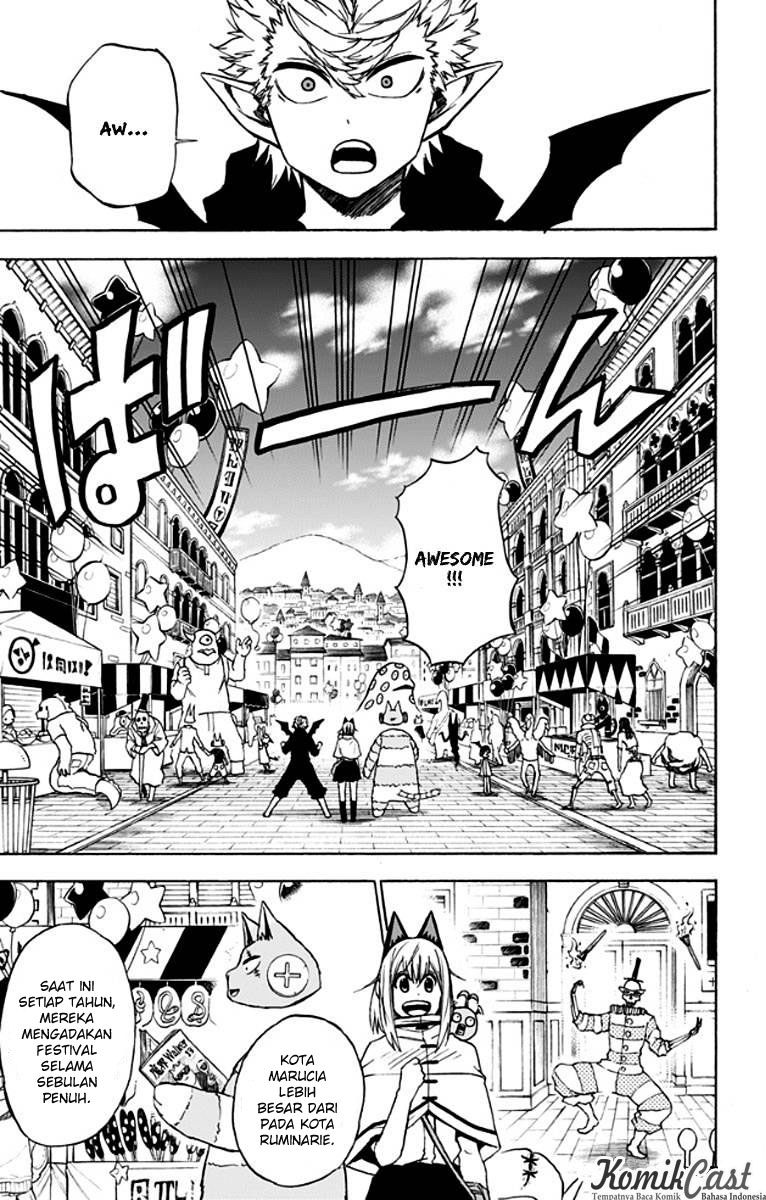 AW...
ばーん
AWESOME
!!!
KOTA
MARUCIA
LEBIH
BESAR DARI
PADA KOTA
RUMINARIE.
SAAT INI
SETIAP TAHUN,
MEREKA
MENGADAKAN
FESTIVAL
SELAMA
SEBULAN
PENUH.
KomikCast
Tempatnya Baca Komik Bahasa Indonesia